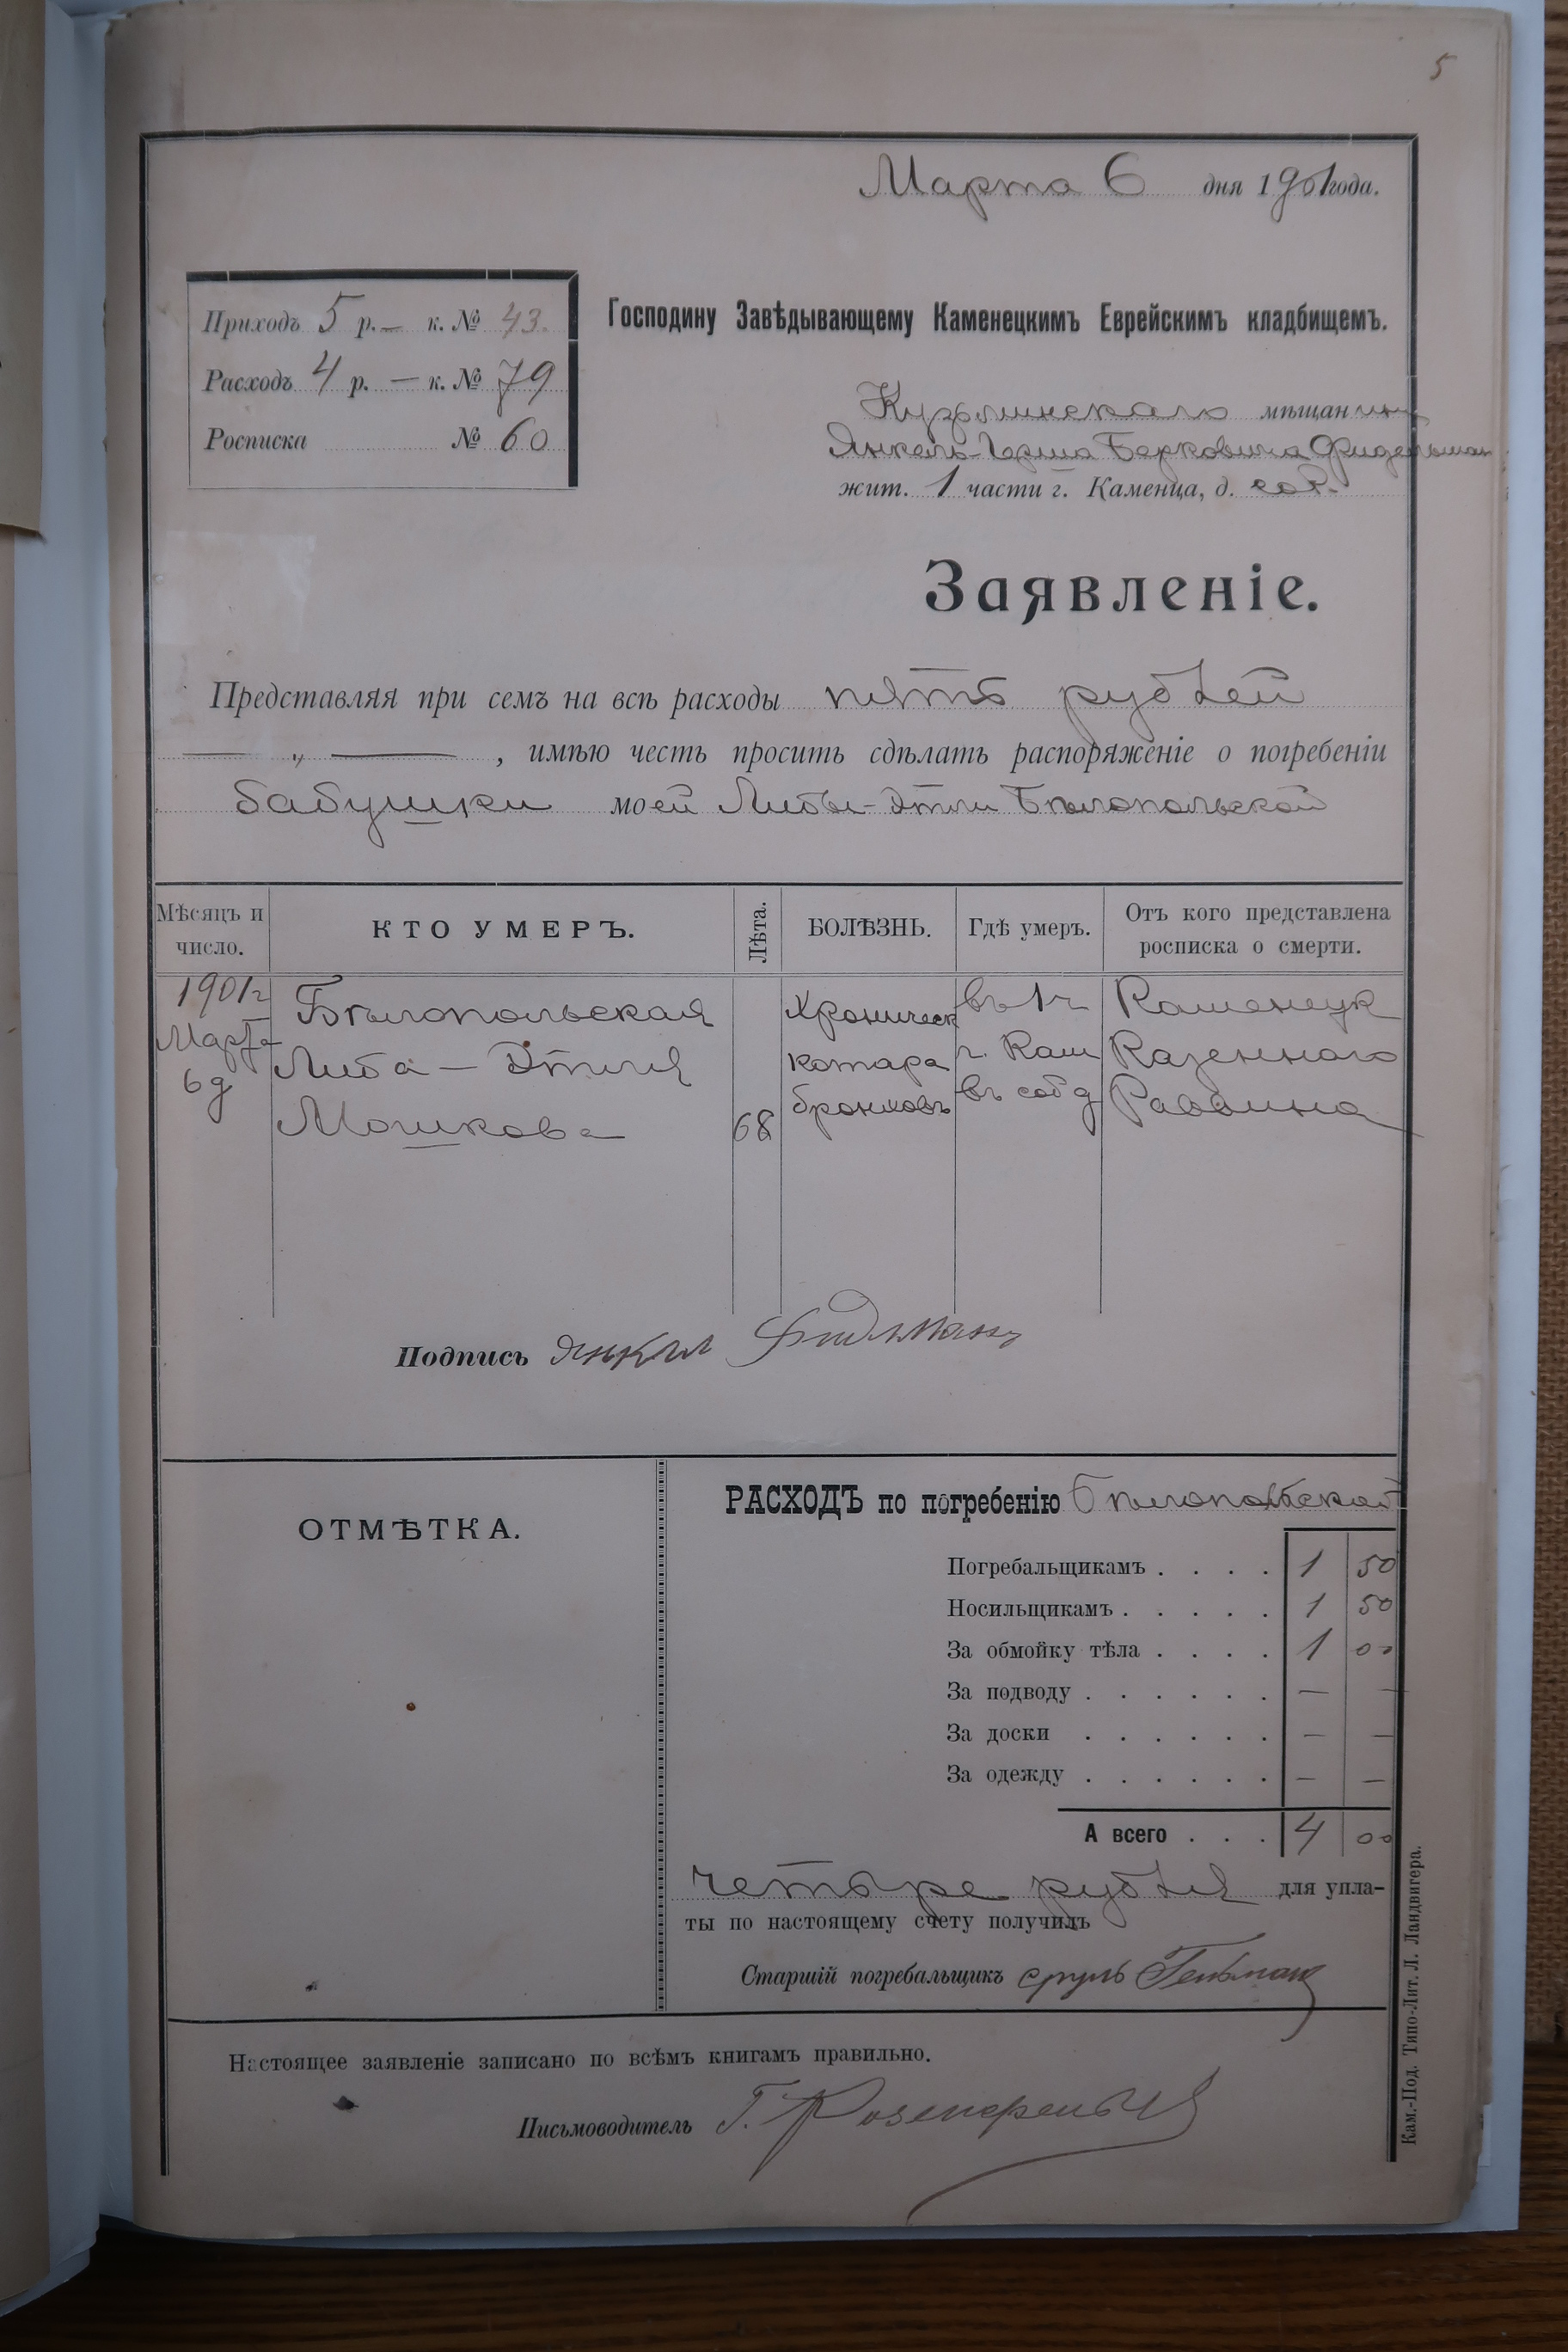 5
Марта 6 дня 1901 года.
Приходъ 5 р. — к. № 43.
Расходъ 4 р. — к. № 79
Росписка № 60
Господину Завѣдывающему Каменецкимъ Еврейскимъ кладбищемъ.
мѣщанина
Янкель-Герша Берковича Фидельман
жит. 1 части г. Каменца, д. соб.
Заявленіе.
Представляя при семъ на всѣ расходы пять рублей
— „ — , имѣю честь просить сдѣлать распоряженіе о погребеніи
бабушки моей Либы-Этли Бѣлопольской
Мѣсяцъ и число. КТО УМЕРЪ. Лѣта. БОЛѢЗНЬ. Гдѣ умеръ. Отъ кого представлена росписка о смерти.
1901 г Бѣлопольская Хроническ въ 1 ч Каменецк
Марта Либа-Этля катара г. Кам Казеннаго
6 д Мошкова 68 бронховъ въ соб д Раввина
Подпись Янкел Фидлманъ
ОТМѢТКА.
РАСХОДЪ по погребенію Бѣлопольской
Погребальщикамъ . . . . 1 50
Носильщикамъ . . . . . 1 50
За обмойку тѣла . . . . 1 00
За подводу . . . . . . — —
За доски . . . . . . — —
За одежду . . . . . . — —
А всего . . . 4 00
четыре рубля для упла-
ты по настоящему счету получилъ
Старшій погребальщикъ Сруль Гельман
Настоящее заявленіе записано по всѣмъ книгамъ правильно.
Письмоводитель Г.
Кам.-Под. Типо-Лит. Л. Ландвигера.